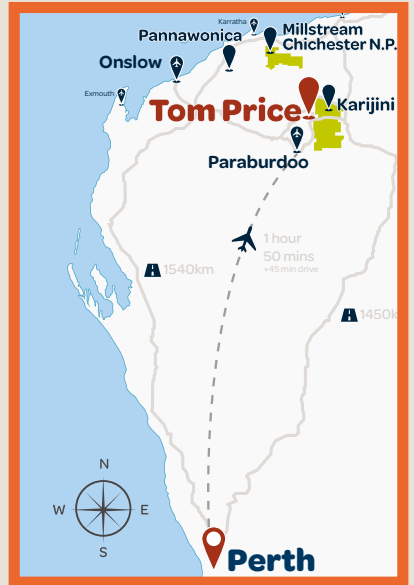 Karratha
Pannawonica
Millstream
Chichester N.P.
Onslow
Exmouth
Tom Price
Karijini
Paraburdoo
1 hour
50 mins
+45 min drive
1540km
1450k
N
W
E
S
Perth